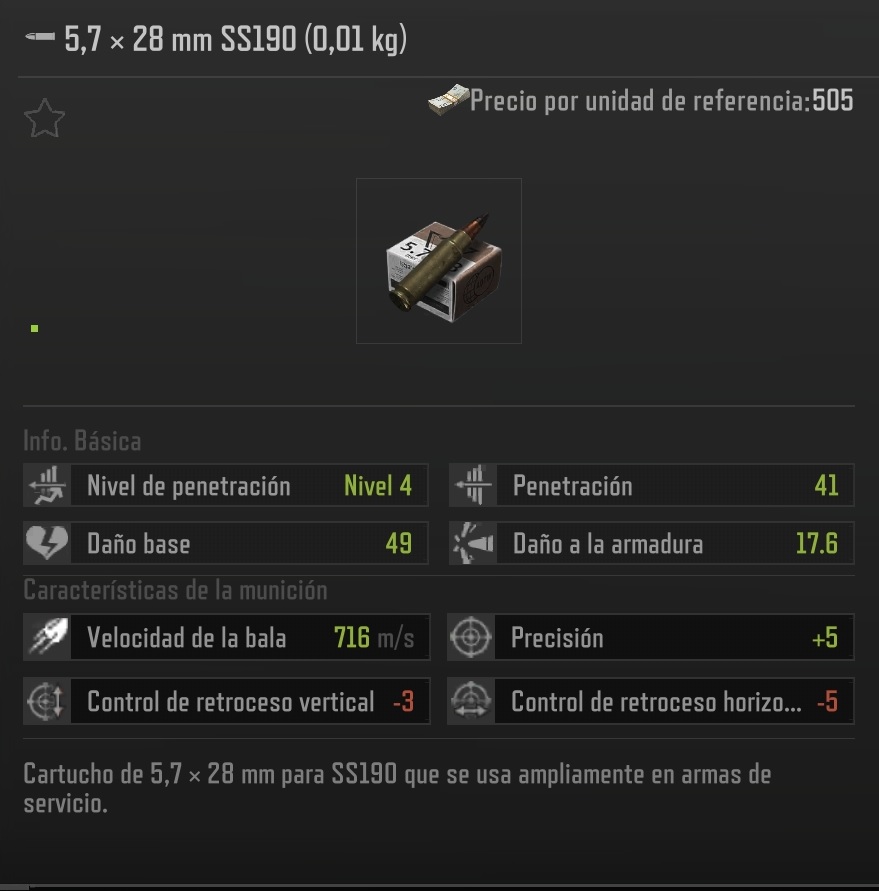 5,7 × 28 mm SS190 (0,01 kg)
Precio por unidad de referencia:505
5.7
Info. Básica
Nivel de penetración Nivel 4
Penetración 41
Daño base 49
Daño a la armadura 17.6
Características de la munición
Velocidad de la bala 716 m/s
Precisión +5
Control de retroceso vertical -3
Control de retroceso horizo... -5
Cartucho de 5,7 × 28 mm para SS190 que se usa ampliamente en armas de
servicio.